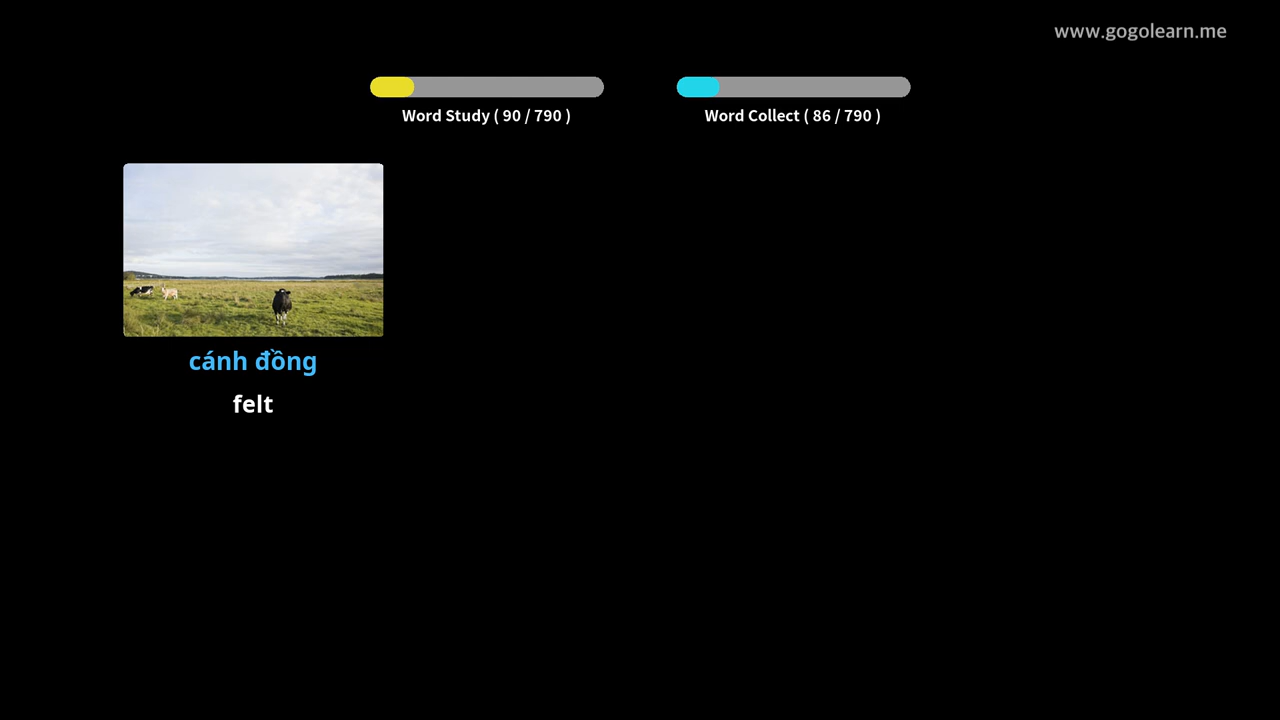 www.gogolearn.me
Word Study ( 90 / 790 )
Word Collect ( 86 / 790 )
cánh đồng
felt